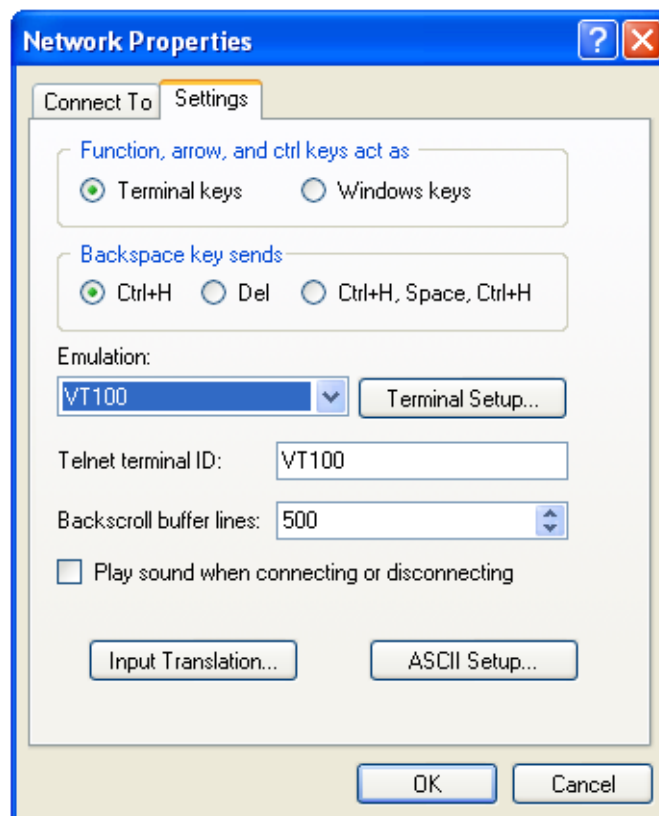 Network Properties
Connect To Settings
Function, arrow, and ctrl keys act as
Terminal keys Windows keys
Backspace key sends
Ctrl+H Del Ctrl+H, Space, Ctrl+H
Emulation:
VT100 Terminal Setup...
Telnet terminal ID: VT100
Backscroll buffer lines: 500
Play sound when connecting or disconnecting
Input Translation... ASCII Setup...
OK Cancel